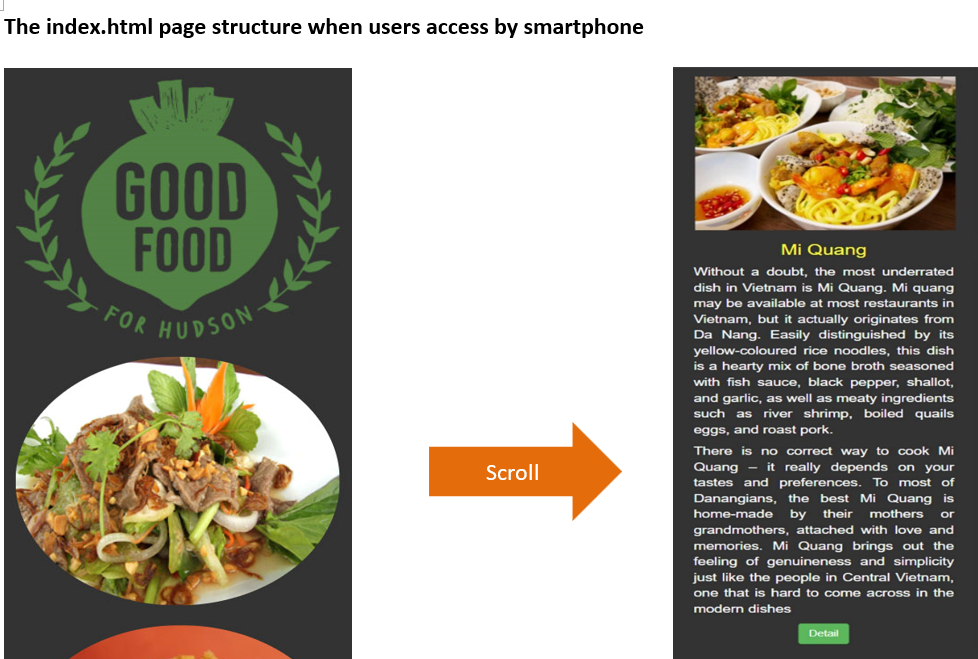 The index.html page structure when users access by smartphone
GOOD
FOOD
FOR HUDSON
Scroll
Mi Quang
Without a doubt, the most underrated
dish in Vietnam is Mi Quang. Mi quang
may be available at most restaurants in
Vietnam, but it actually originates from
Da Nang. Easily distinguished by its
yellow-coloured rice noodles, this dish
is a hearty mix of bone broth seasoned
with fish sauce, black pepper, shallot,
and garlic, as well as meaty ingredients
such as river shrimp, boiled quails
eggs, and roast pork.
There is no correct way to cook Mi
Quang – it really depends on your
tastes and preferences. To most of
Danangians, the best Mi Quang is
home-made by their mothers or
grandmothers, attached with love and
memories. Mi Quang brings out the
feeling of genuineness and simplicity
just like the people in Central Vietnam,
one that is hard to come across in the
modern dishes
Detail